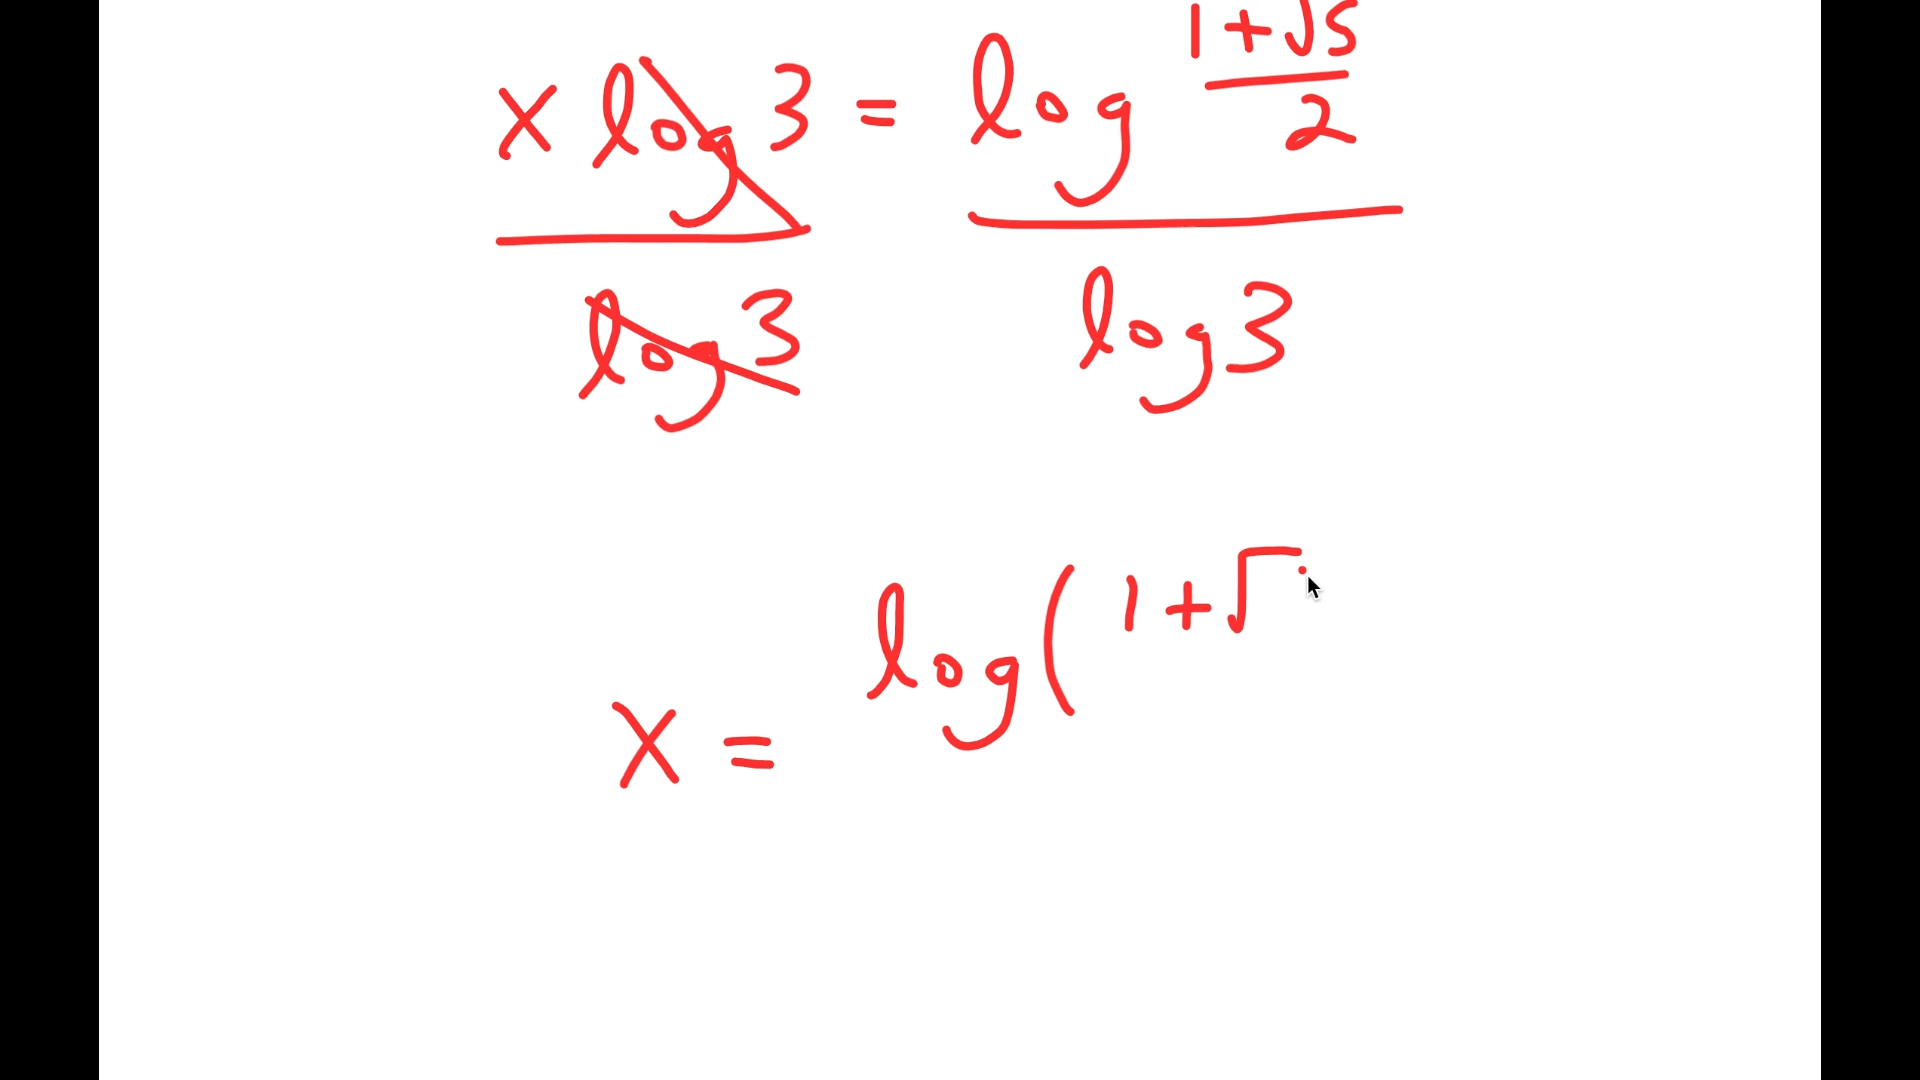 x log 3 = log 1+√5
2
log 3 log 3
x = log( 1+√